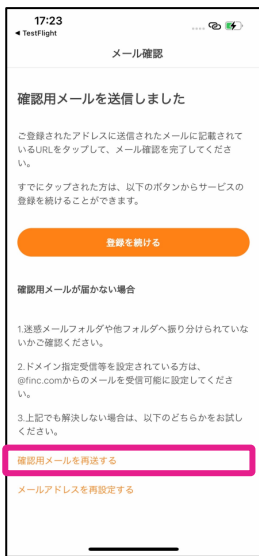 17:23
◀ TestFlight
メール確認
確認用メールを送信しました
ご登録されたアドレスに送信されたメールに記載されて
いるURLをタップして、メール確認を完了してくださ
い。
すでにタップされた方は、以下のボタンからサービスの
登録を続けることができます。
登録を続ける
確認用メールが届かない場合
1.迷惑メールフォルダや他フォルダへ振り分けられていな
いかご確認ください。
2.ドメイン指定受信等を設定されている方は、
@finc.comからのメールを受信可能に設定してくださ
い。
3.上記でも解決しない場合は、以下のどちらかをお試し
ください。
確認用メールを再送する
メールアドレスを再設定する